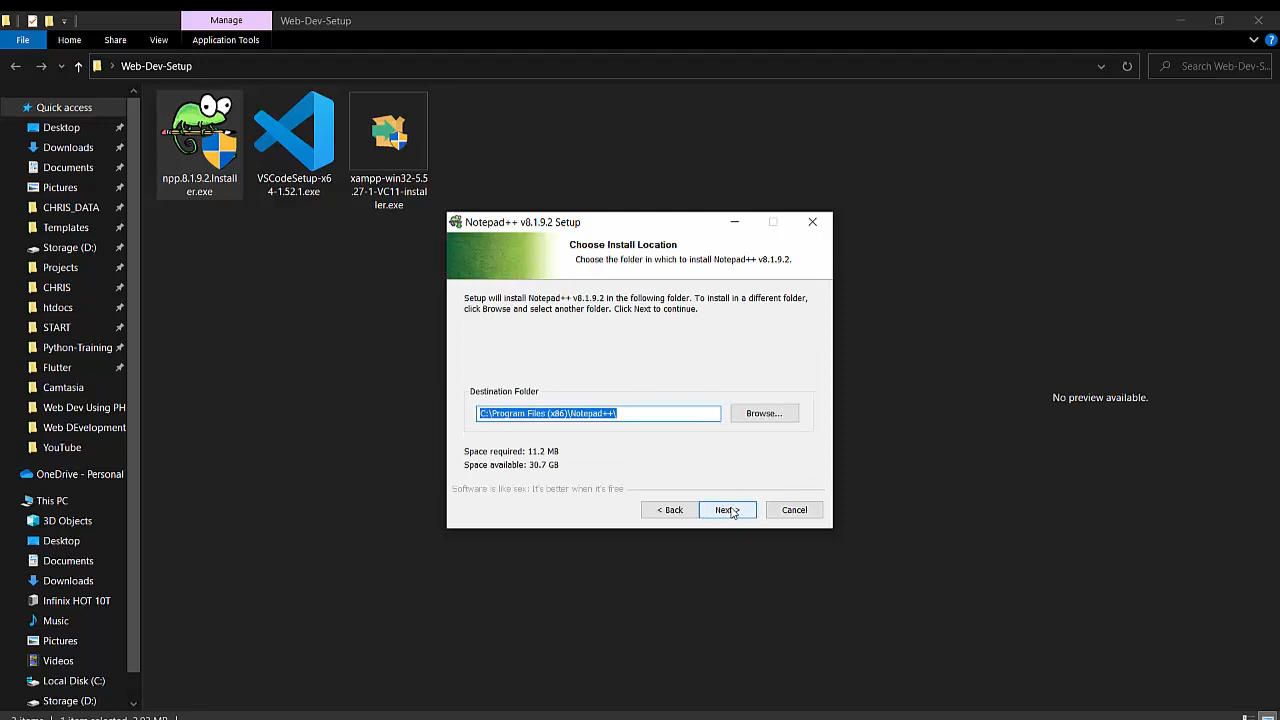 Manage
Web-Dev-Setup
File
Home
Share
View
Application Tools
Web-Dev-Setup
Search Web-Dev-S...
Quick access
Desktop
Downloads
Documents
Pictures
CHRIS_DATA
Templates
Storage (D:)
Projects
CHRIS
htdocs
START
Python-Training
Flutter
Camtasia
Web Dev Using PH
Web DEvelopment
YouTube
OneDrive - Personal
This PC
3D Objects
Desktop
Documents
Downloads
Infinix HOT 10T
Music
Pictures
Videos
Local Disk (C:)
Storage (D:)
npp.8.1.9.2.Install
er.exe
VSCodeSetup-x6
4-1.52.1.exe
xampp-win32-5.5
.27-1-VC11-instal
ler.exe
Notepad++ v8.1.9.2 Setup
Choose Install Location
Choose the folder in which to install Notepad++ v8.1.9.2.
Setup will install Notepad++ v8.1.9.2 in the following folder. To install in a different folder,
click Browse and select another folder. Click Next to continue.
Destination Folder
C:\Program Files (x86)\Notepad++\
Browse...
Space required: 11.2 MB
Space available: 30.7 GB
Software is like sex: It's better when it's free
< Back
Next >
Cancel
No preview available.